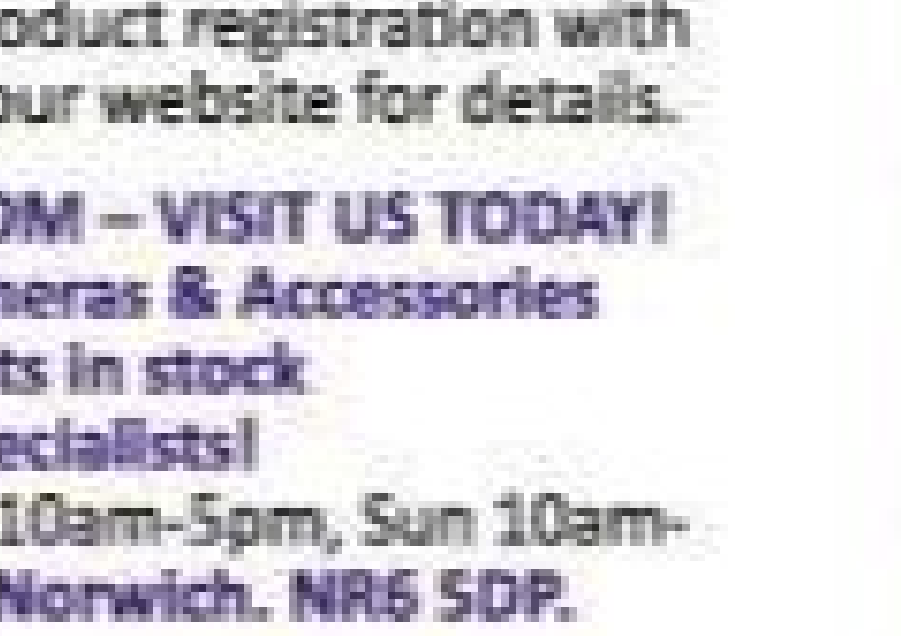 oduct registration with
our website for details.
OM – VISIT US TODAY!
neras & Accessories
ts in stock
ecialists!
10am-5pm, Sun 10am-
Norwich. NR6 5DP.